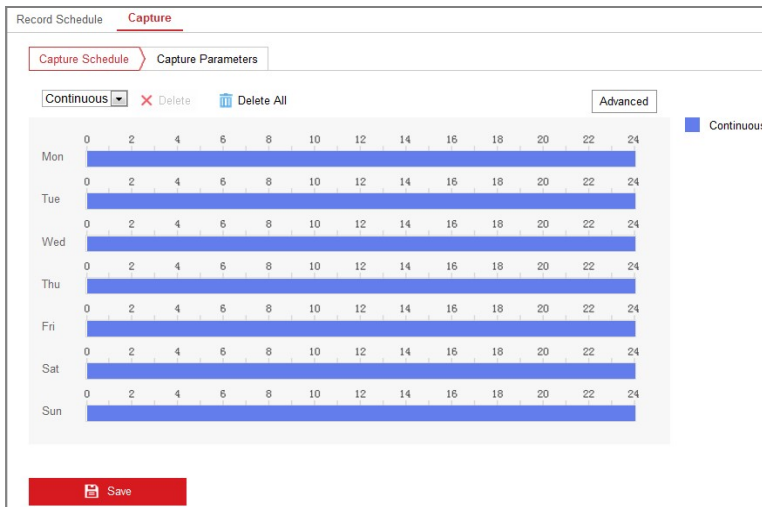 Record Schedule Capture
Capture Schedule Capture Parameters
Continuous Delete Delete All Advanced
Continuous
0 2 4 6 8 10 12 14 16 18 20 22 24
Mon
0 2 4 6 8 10 12 14 16 18 20 22 24
Tue
0 2 4 6 8 10 12 14 16 18 20 22 24
Wed
0 2 4 6 8 10 12 14 16 18 20 22 24
Thu
0 2 4 6 8 10 12 14 16 18 20 22 24
Fri
0 2 4 6 8 10 12 14 16 18 20 22 24
Sat
0 2 4 6 8 10 12 14 16 18 20 22 24
Sun
Save